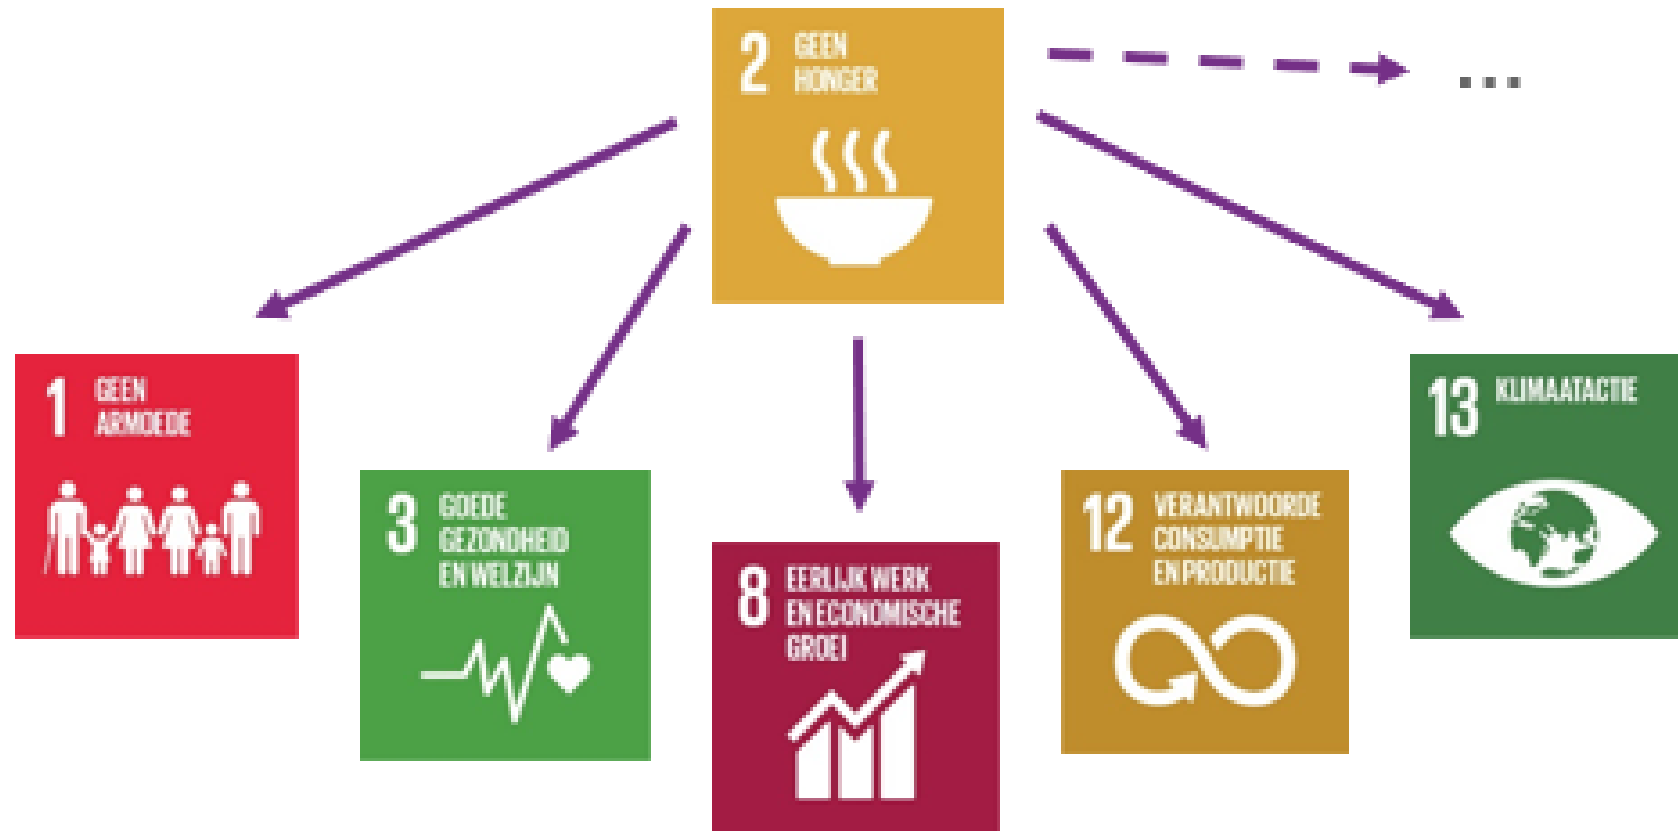 2 GEEN
HONGER
...
1 GEEN
ARMOEDE
3 GOEDE
GEZONDHEID
EN WELZIJN
8 EERLIJK WERK
EN ECONOMISCHE
GROEI
12 VERANTWOORDE
CONSUMPTIE
EN PRODUCTIE
13 KLIMAATACTIE